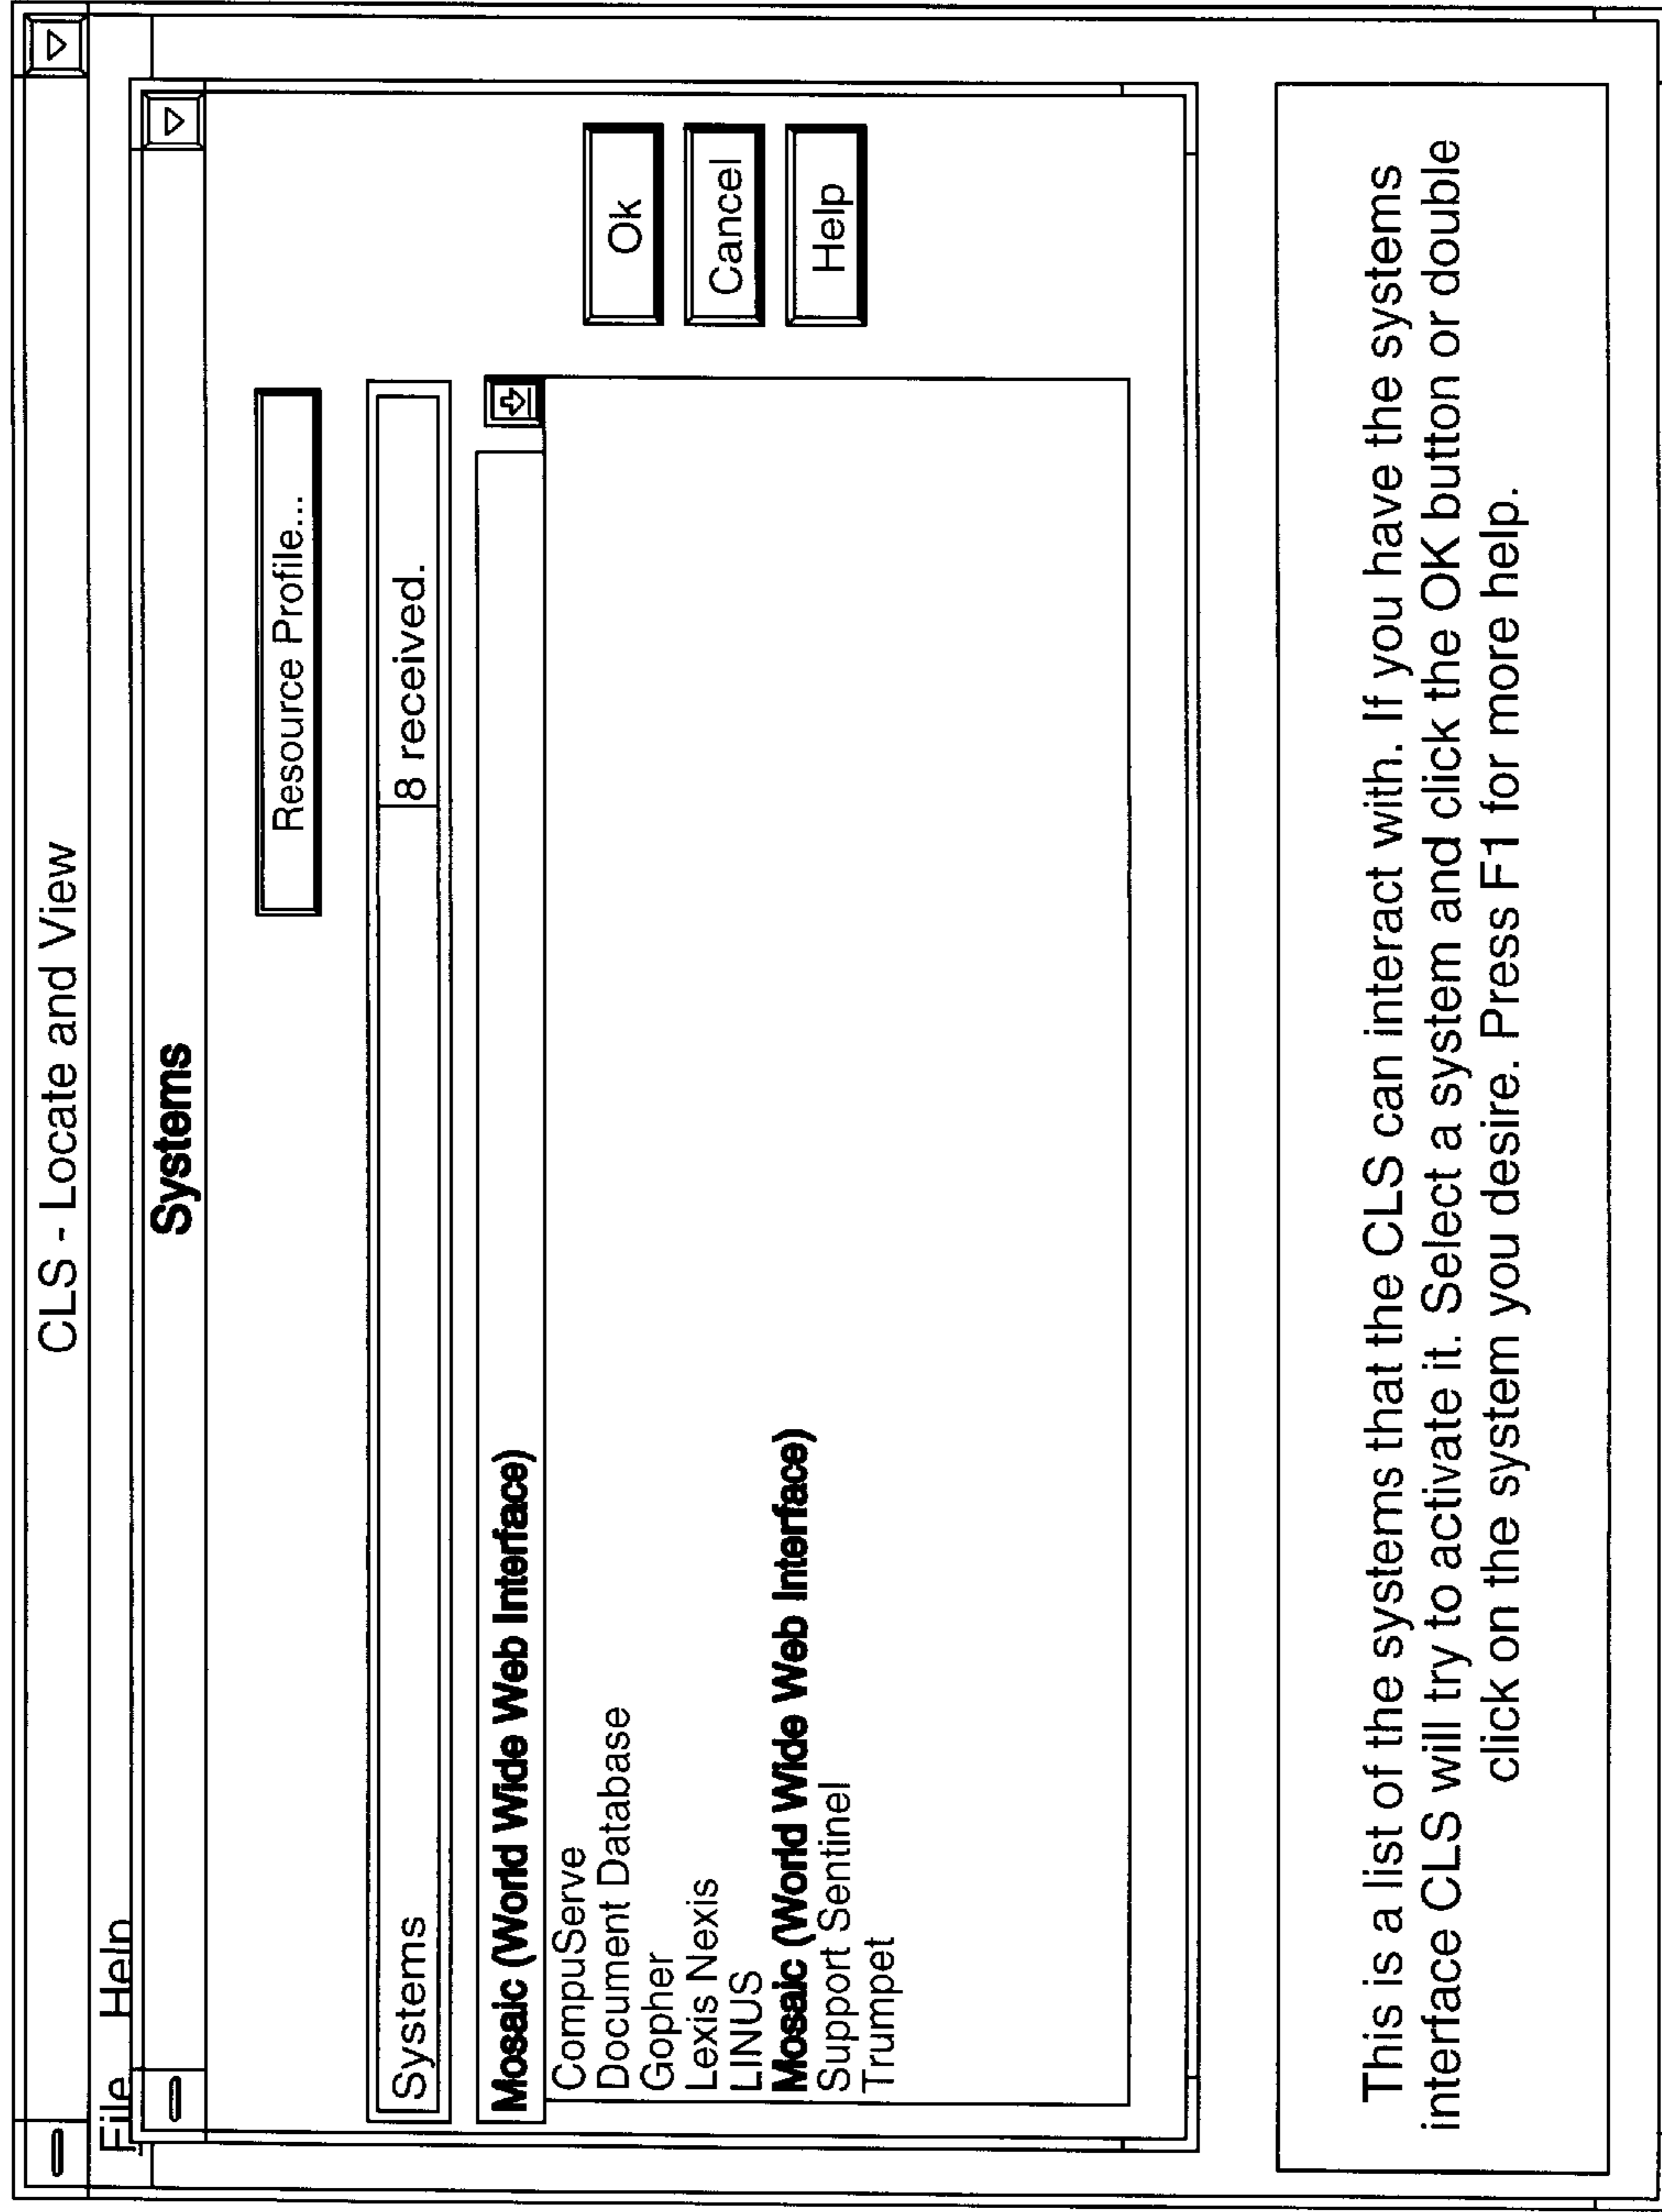 CLS - Locate and View
File Help
Systems
Resource Profile...
Systems 8 received.
Mosaic (World Wide Web Interface)
CompuServe
Document Database
Gopher
Lexis Nexis
LINUS
Mosaic (World Wide Web Interface)
Support Sentinel
Trumpet
Ok
Cancel
Help
This is a list of the systems that the CLS can interact with. If you have the systems
interface CLS will try to activate it. Select a system and click the OK button or double
click on the system you desire. Press F1 for more help.